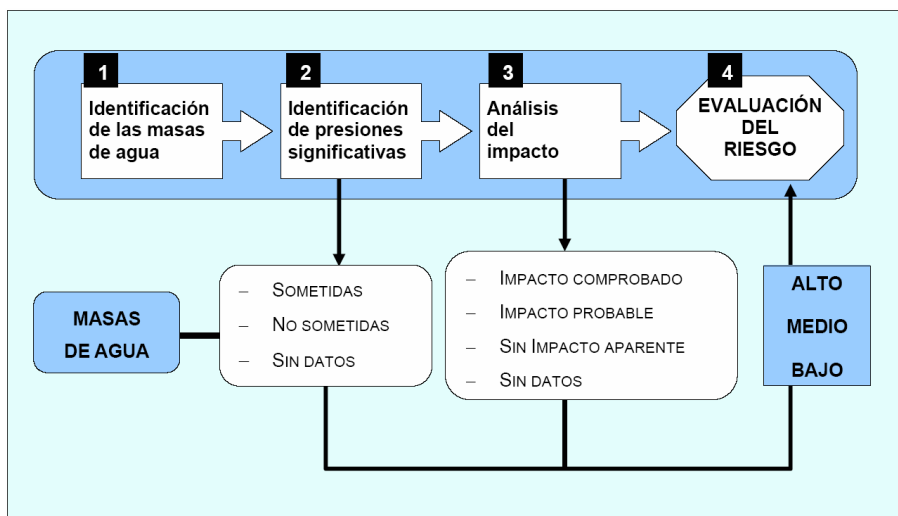 1
Identificación
de las masas
de agua
2
Identificación
de presiones
significativas
3
Análisis
del
impacto
4
EVALUACIÓN
DEL
RIESGO
MASAS
DE AGUA
– SOMETIDAS
– NO SOMETIDAS
– SIN DATOS
– IMPACTO COMPROBADO
– IMPACTO PROBABLE
– SIN IMPACTO APARENTE
– SIN DATOS
ALTO
MEDIO
BAJO